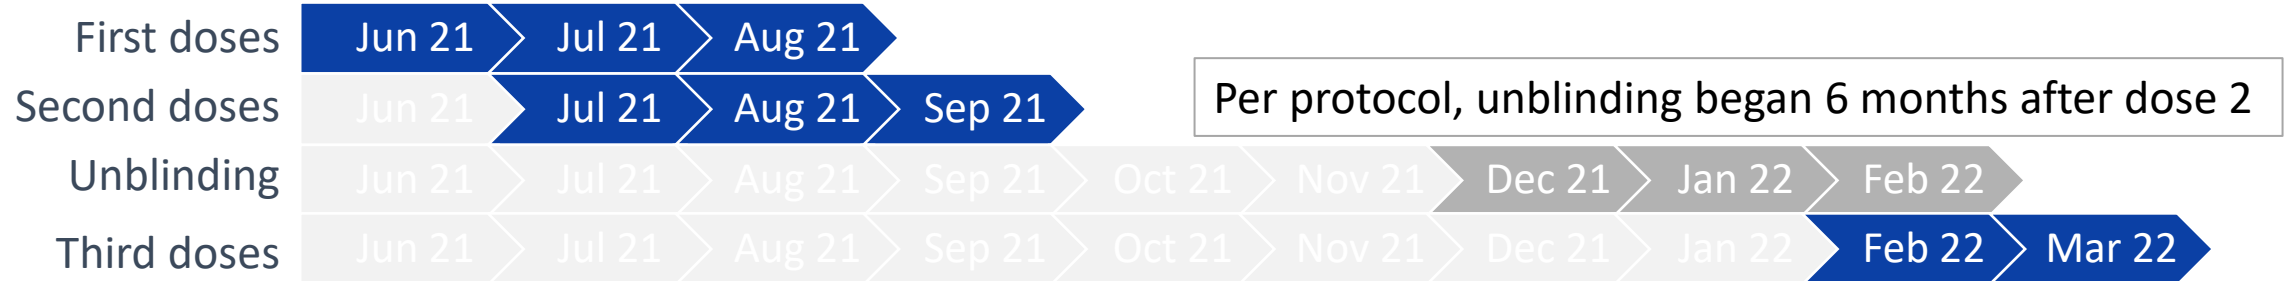 First doses Jun 21 Jul 21 Aug 21
Second doses Jun 21 Jul 21 Aug 21 Sep 21
Per protocol, unblinding began 6 months after dose 2
Unblinding Jun 21 Jul 21 Aug 21 Sep 21 Oct 21 Nov 21 Dec 21 Jan 22 Feb 22
Third doses Jun 21 Jul 21 Aug 21 Sep 21 Oct 21 Nov 21 Dec 21 Jan 22 Feb 22 Mar 22